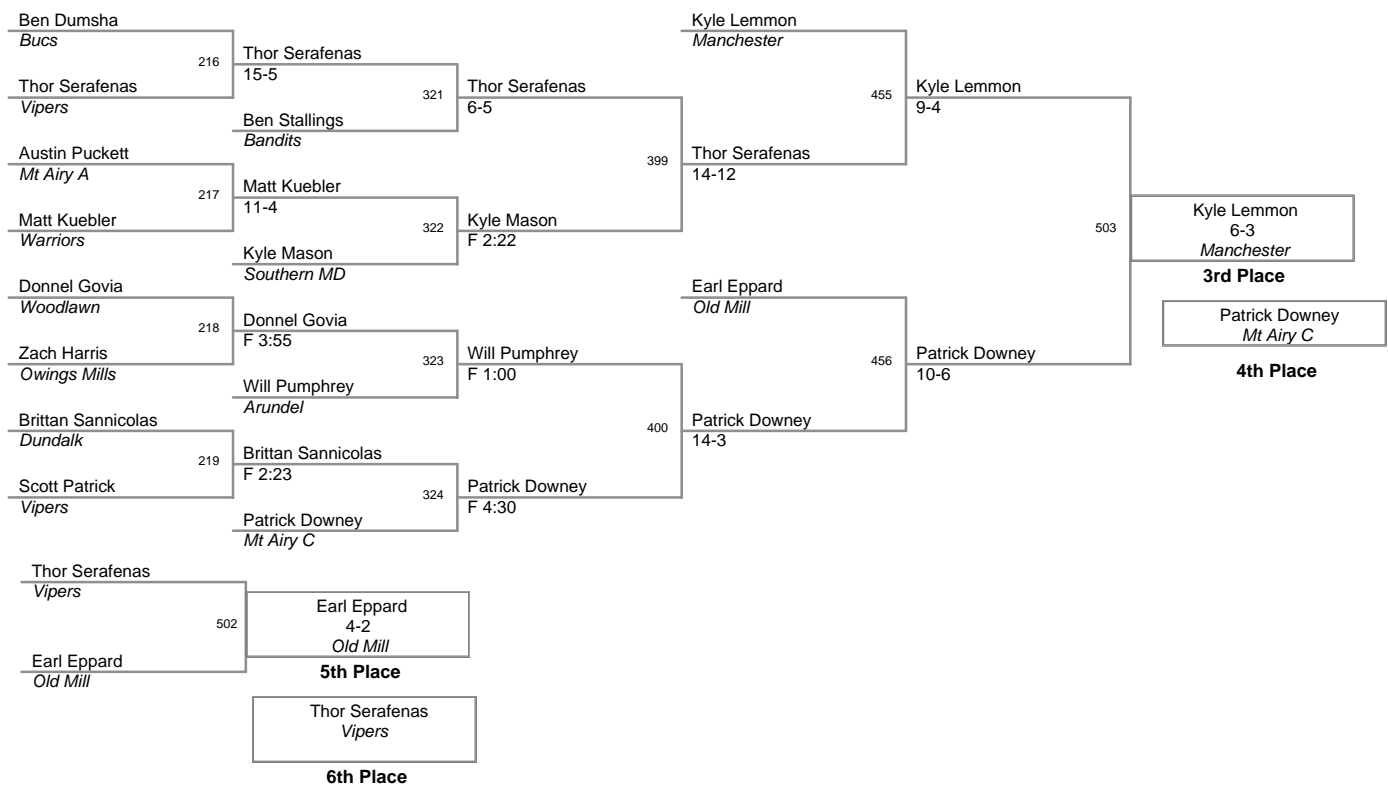 Ben Dumsha
Bucs
216
Thor Serafenas
Vipers
Thor Serafenas
15-5
321
Ben Stallings
Bandits
Thor Serafenas
6-5
Austin Puckett
Mt Airy A
217
Matt Kuebler
Warriors
Matt Kuebler
11-4
322
Kyle Mason
Southern MD
Kyle Mason
F 2:22
399
Thor Serafenas
14-12
Kyle Lemmon
Manchester
455
Kyle Lemmon
9-4
Donnel Govia
Woodlawn
218
Zach Harris
Owings Mills
Donnel Govia
F 3:55
323
Will Pumphrey
Arundel
Will Pumphrey
F 1:00
Brittan Sannicolas
Dundalk
219
Scott Patrick
Vipers
Brittan Sannicolas
F 2:23
324
Patrick Downey
Mt Airy C
Patrick Downey
F 4:30
400
Patrick Downey
14-3
Earl Eppard
Old Mill
456
Patrick Downey
10-6
503
Kyle Lemmon
6-3
Manchester
3rd Place
Patrick Downey
Mt Airy C
4th Place
Thor Serafenas
Vipers
502
Earl Eppard
Old Mill
Earl Eppard
4-2
Old Mill
5th Place
Thor Serafenas
Vipers
6th Place